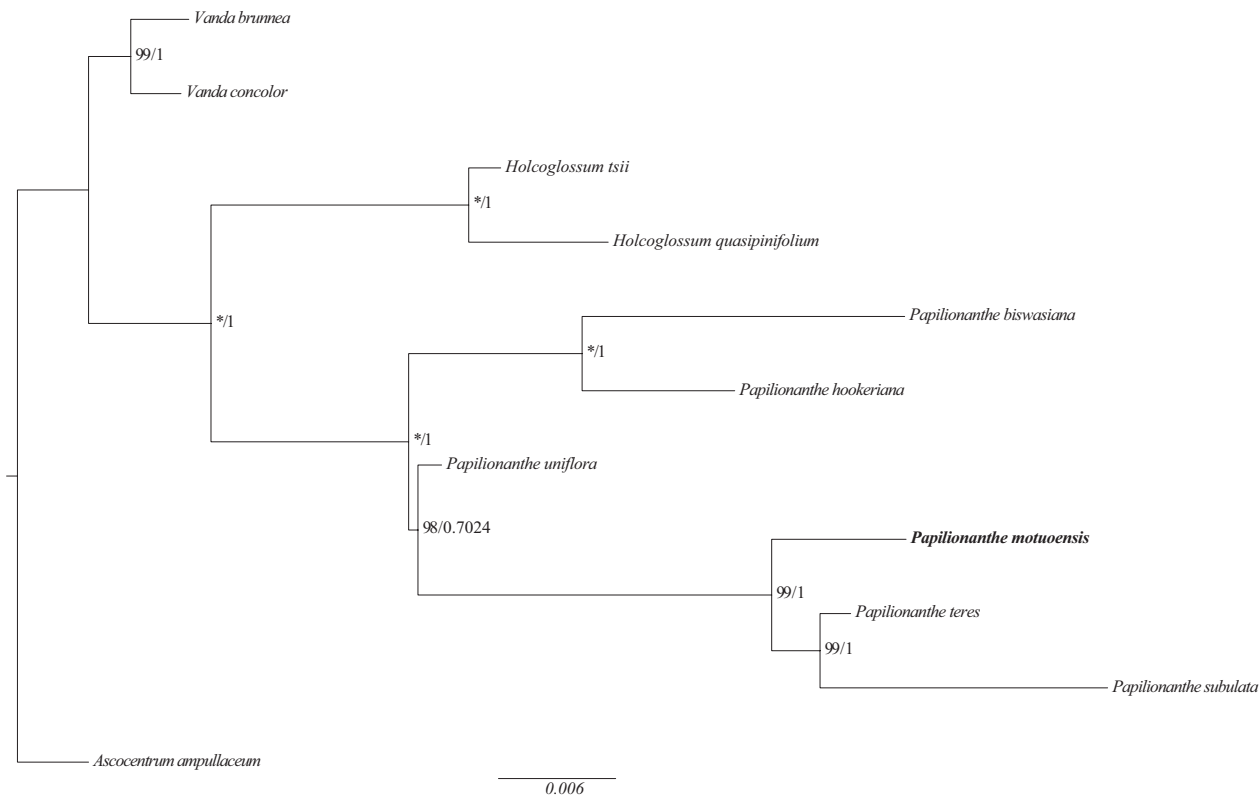 Vanda brunnea
99/1
Vanda concolor
Holcoglossum tsii
*/1
Holcoglossum quasipinifolium
Papilionanthe biswasiana
*/1
*/1
Papilionanthe hookeriana
*/1
Papilionanthe uniflora
98/0.7024
Papilionanthe motuoensis
99/1
Papilionanthe teres
99/1
Papilionanthe subulata
Ascocentrum ampullaceum
0.006